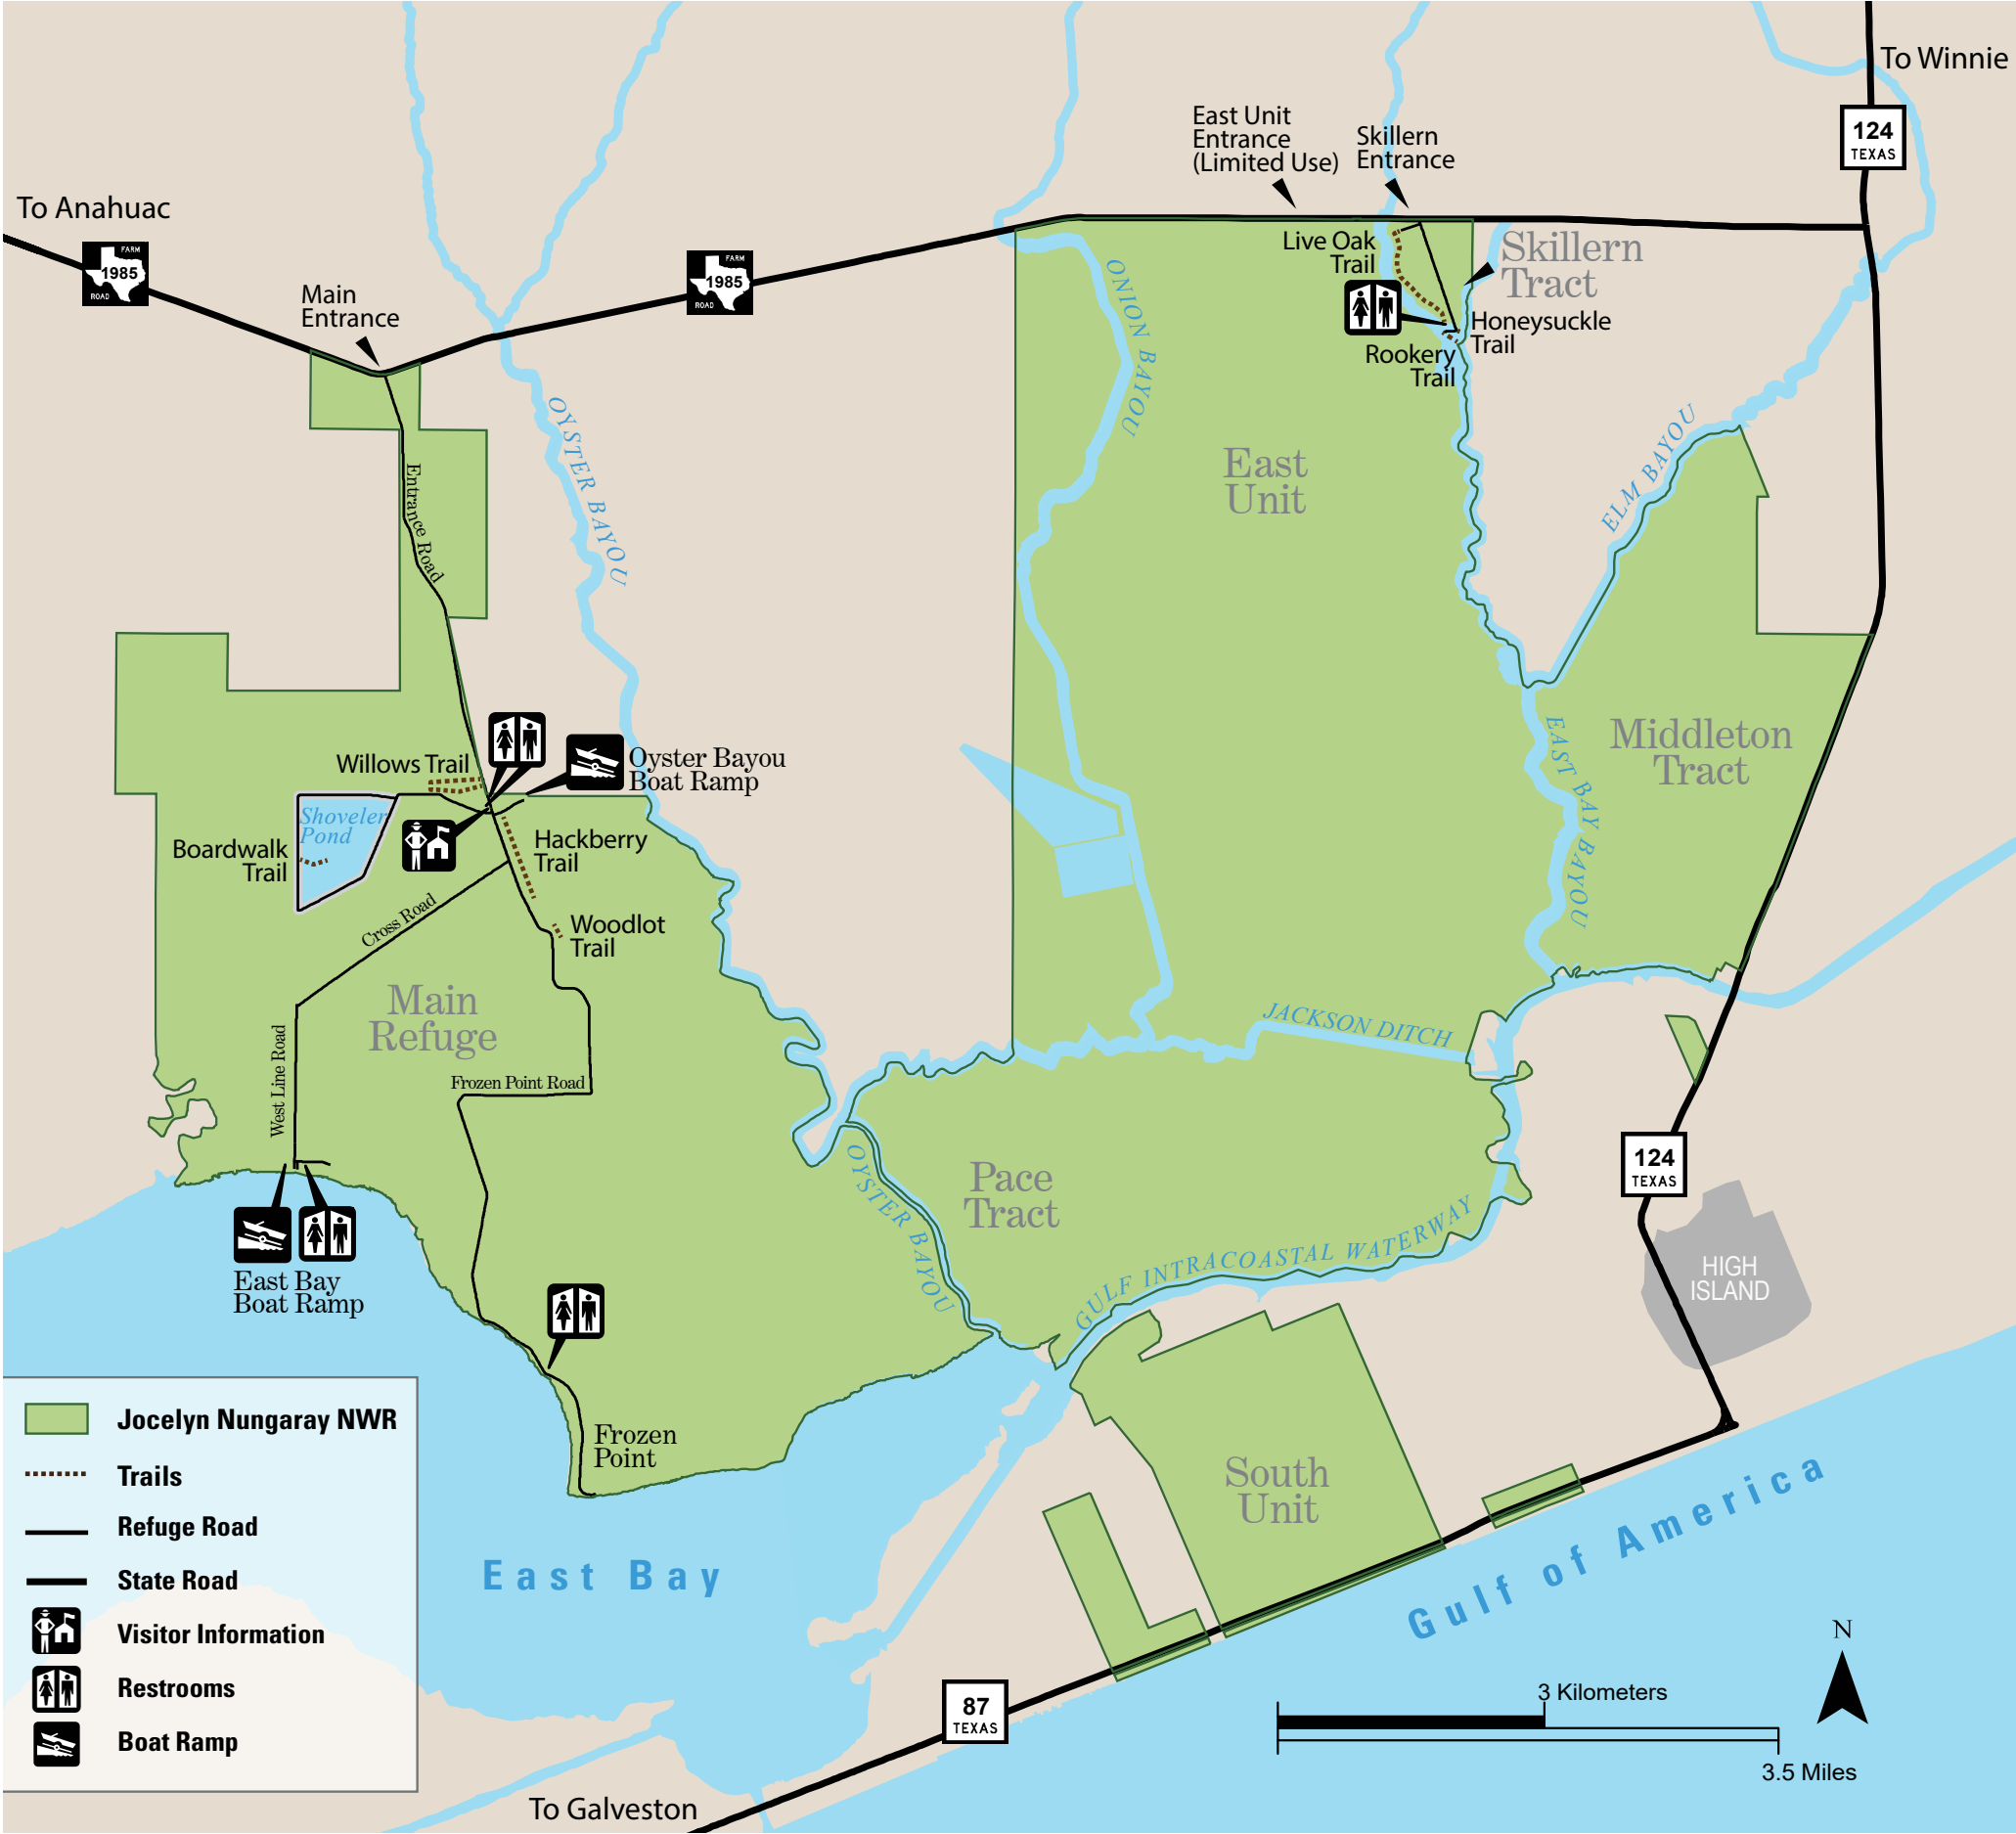 To Winnie
124
TEXAS
East Unit
Entrance
(Limited Use)
Skillern
Entrance
To Anahuac
FARM
1985
ROAD
FARM
1985
ROAD
Main
Entrance
Live Oak
Trail
Skillern
Tract
Honeysuckle
Trail
Rookery
Trail
ONION BAYOU
OYSTER BAYOU
Entrance Road
East
Unit
ELM BAYOU
Willows Trail
Oyster Bayou
Boat Ramp
Shoveler
Pond
Boardwalk
Trail
Hackberry
Trail
Cross Road
Woodlot
Trail
Middleton
Tract
EAST BAY BAYOU
Main
Refuge
JACKSON DITCH
West Line Road
Frozen Point Road
Pace
Tract
OYSTER BAYOU
124
TEXAS
GULF INTRACOASTAL WATERWAY
HIGH
ISLAND
East Bay
Boat Ramp
Frozen
Point
South
Unit
East Bay
Gulf of America
Jocelyn Nungaray NWR
Trails
Refuge Road
State Road
Visitor Information
Restrooms
Boat Ramp
87
TEXAS
To Galveston
N
3 Kilometers
3.5 Miles